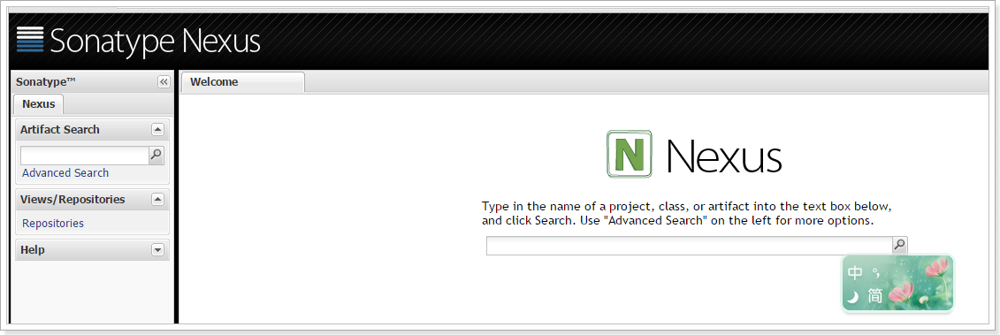 Sonatype Nexus
Sonatype™
Nexus
Artifact Search
Advanced Search
Views/Repositories
Repositories
Help
Welcome
N Nexus
Type in the name of a project, class, or artifact into the text box below,
and click Search. Use "Advanced Search" on the left for more options.
中 °,
简